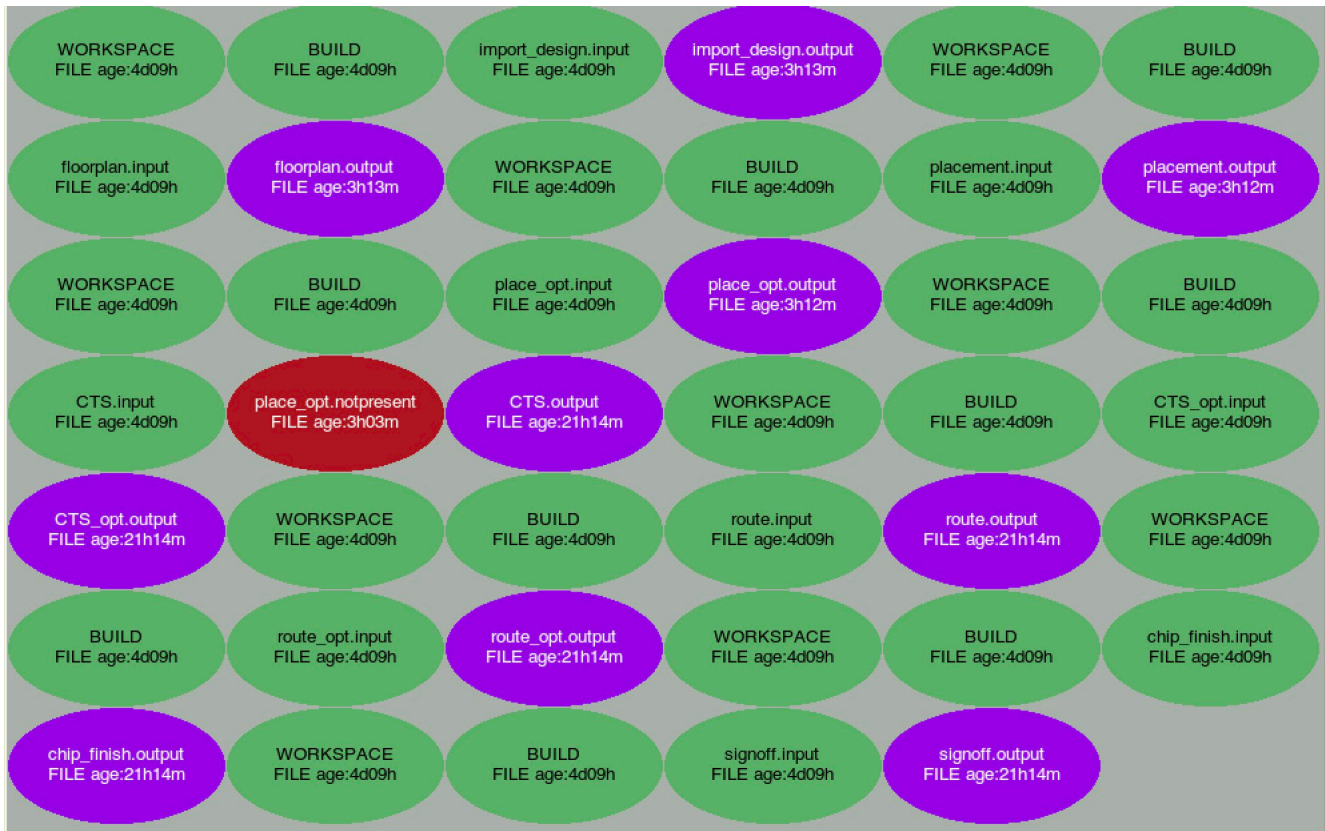 WORKSPACE
FILE age:4d09h
BUILD
FILE age:4d09h
import_design.input
FILE age:4d09h
import_design.output
FILE age:3h13m
WORKSPACE
FILE age:4d09h
BUILD
FILE age:4d09h
floorplan.input
FILE age:4d09h
floorplan.output
FILE age:3h13m
WORKSPACE
FILE age:4d09h
BUILD
FILE age:4d09h
placement.input
FILE age:4d09h
placement.output
FILE age:3h12m
WORKSPACE
FILE age:4d09h
BUILD
FILE age:4d09h
place_opt.input
FILE age:4d09h
place_opt.output
FILE age:3h12m
WORKSPACE
FILE age:4d09h
BUILD
FILE age:4d09h
CTS.input
FILE age:4d09h
place_opt.notpresent
FILE age:3h03m
CTS.output
FILE age:21h14m
WORKSPACE
FILE age:4d09h
BUILD
FILE age:4d09h
CTS_opt.input
FILE age:4d09h
CTS_opt.output
FILE age:21h14m
WORKSPACE
FILE age:4d09h
BUILD
FILE age:4d09h
route.input
FILE age:4d09h
route.output
FILE age:21h14m
WORKSPACE
FILE age:4d09h
BUILD
FILE age:4d09h
route_opt.input
FILE age:4d09h
route_opt.output
FILE age:21h14m
WORKSPACE
FILE age:4d09h
BUILD
FILE age:4d09h
chip_finish.input
FILE age:4d09h
chip_finish.output
FILE age:21h14m
WORKSPACE
FILE age:4d09h
BUILD
FILE age:4d09h
signoff.input
FILE age:4d09h
signoff.output
FILE age:21h14m